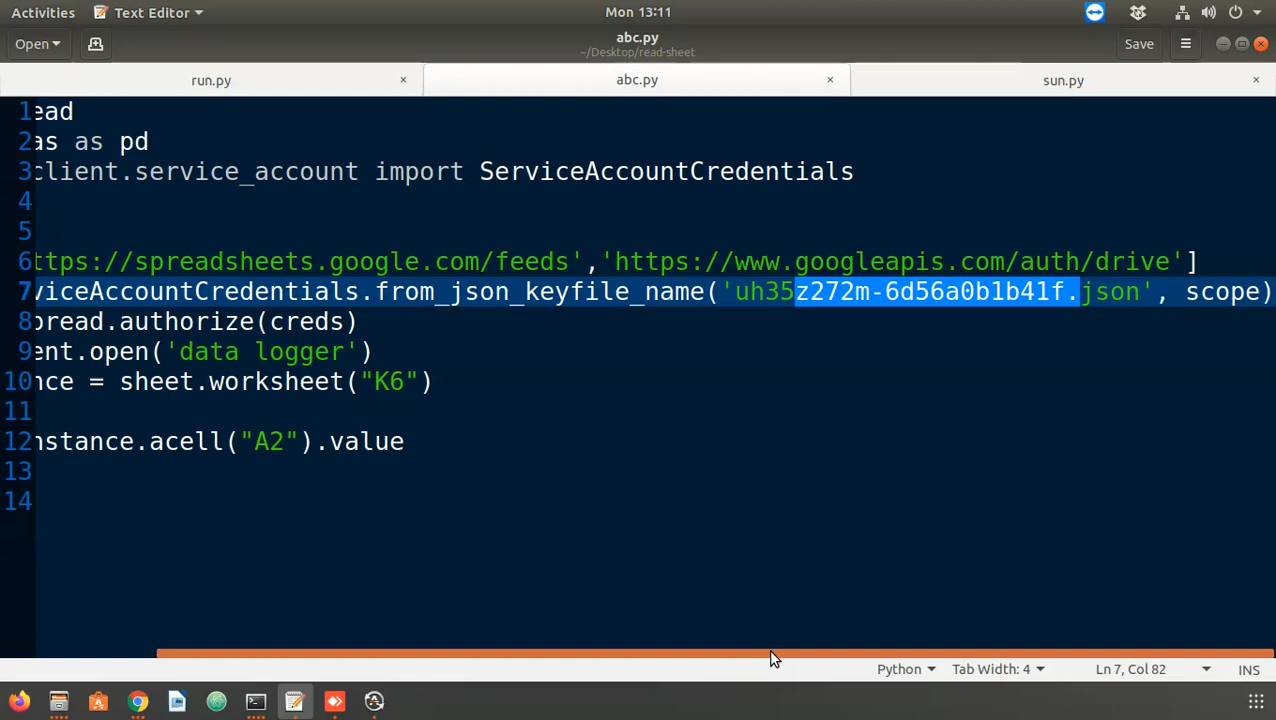 Activities Text Editor Mon 13:11
Open abc.py Save
~/Desktop/read-sheet
run.py × abc.py × sun.py ×
1 ead
2 as as pd
3 client.service_account import ServiceAccountCredentials
4
5
6 ttps://spreadsheets.google.com/feeds','https://www.googleapis.com/auth/drive']
7 viceAccountCredentials.from_json_keyfile_name('uh35z272m-6d56a0b1b41f.json', scope)
8 pread.authorize(creds)
9 ent.open('data logger')
10 nce = sheet.worksheet("K6")
11
12 nstance.acell("A2").value
13
14
Python Tab Width: 4 Ln 7, Col 82 INS